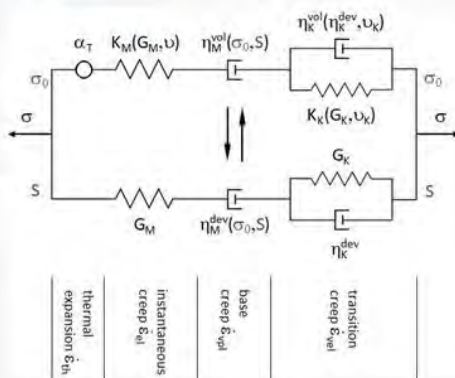 α_T K_M(G_M,υ) η_M^vol(σ_0,S) η_K^vol(η_K^dev,υ_K)
σ_0 σ_0
K_K(G_K,υ_K)
σ σ
G_K
S S
G_M η_M^dev(σ_0,S) η_K^dev
thermal
expansion ε̇_th
instantaneous
creep ε̇_el
base
creep ε̇_vpl
transition
creep ε̇_vel